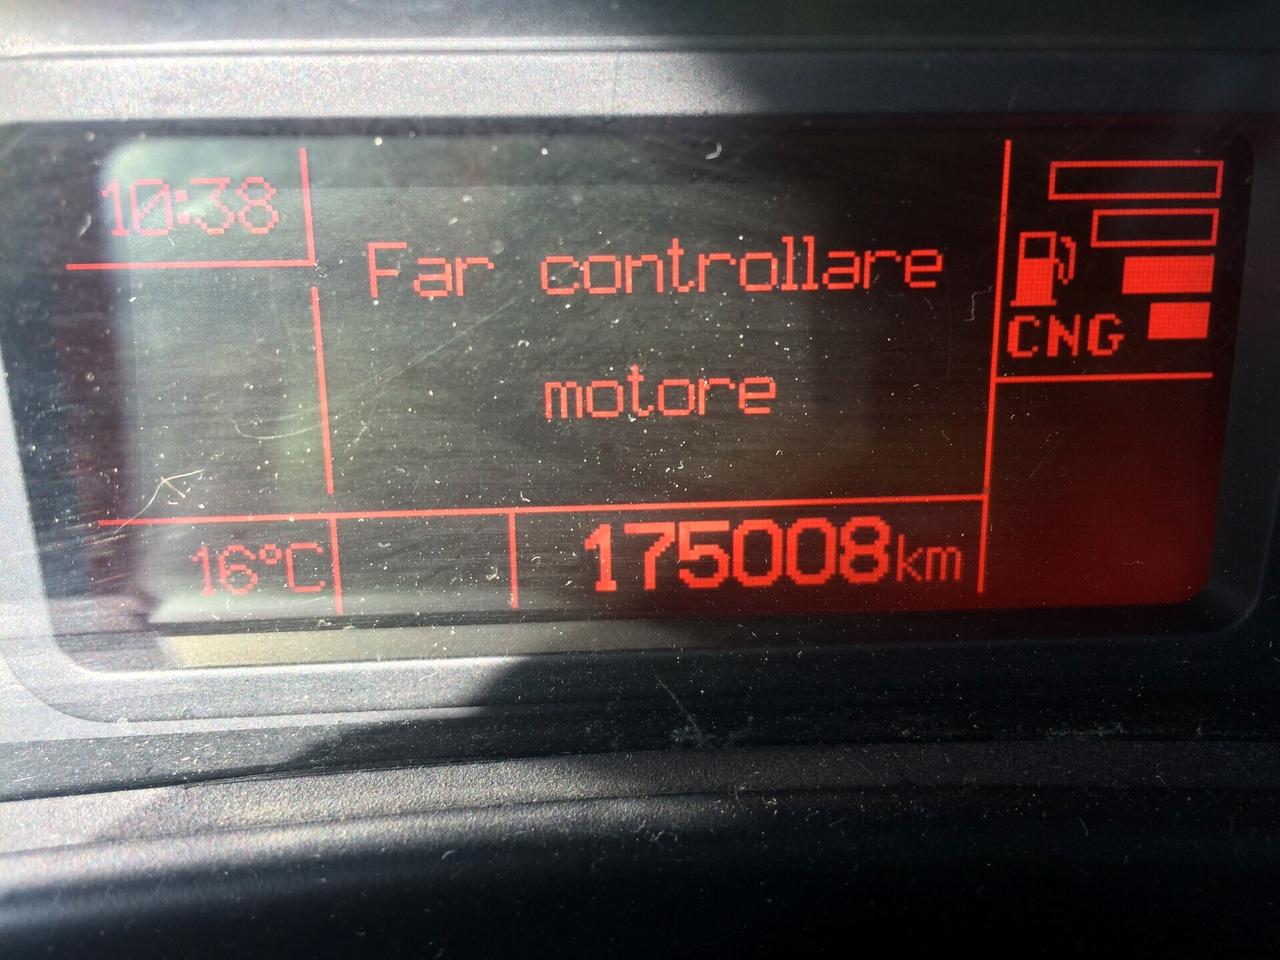 10:38
Far controllare
motore
CNG
16°C
175008km